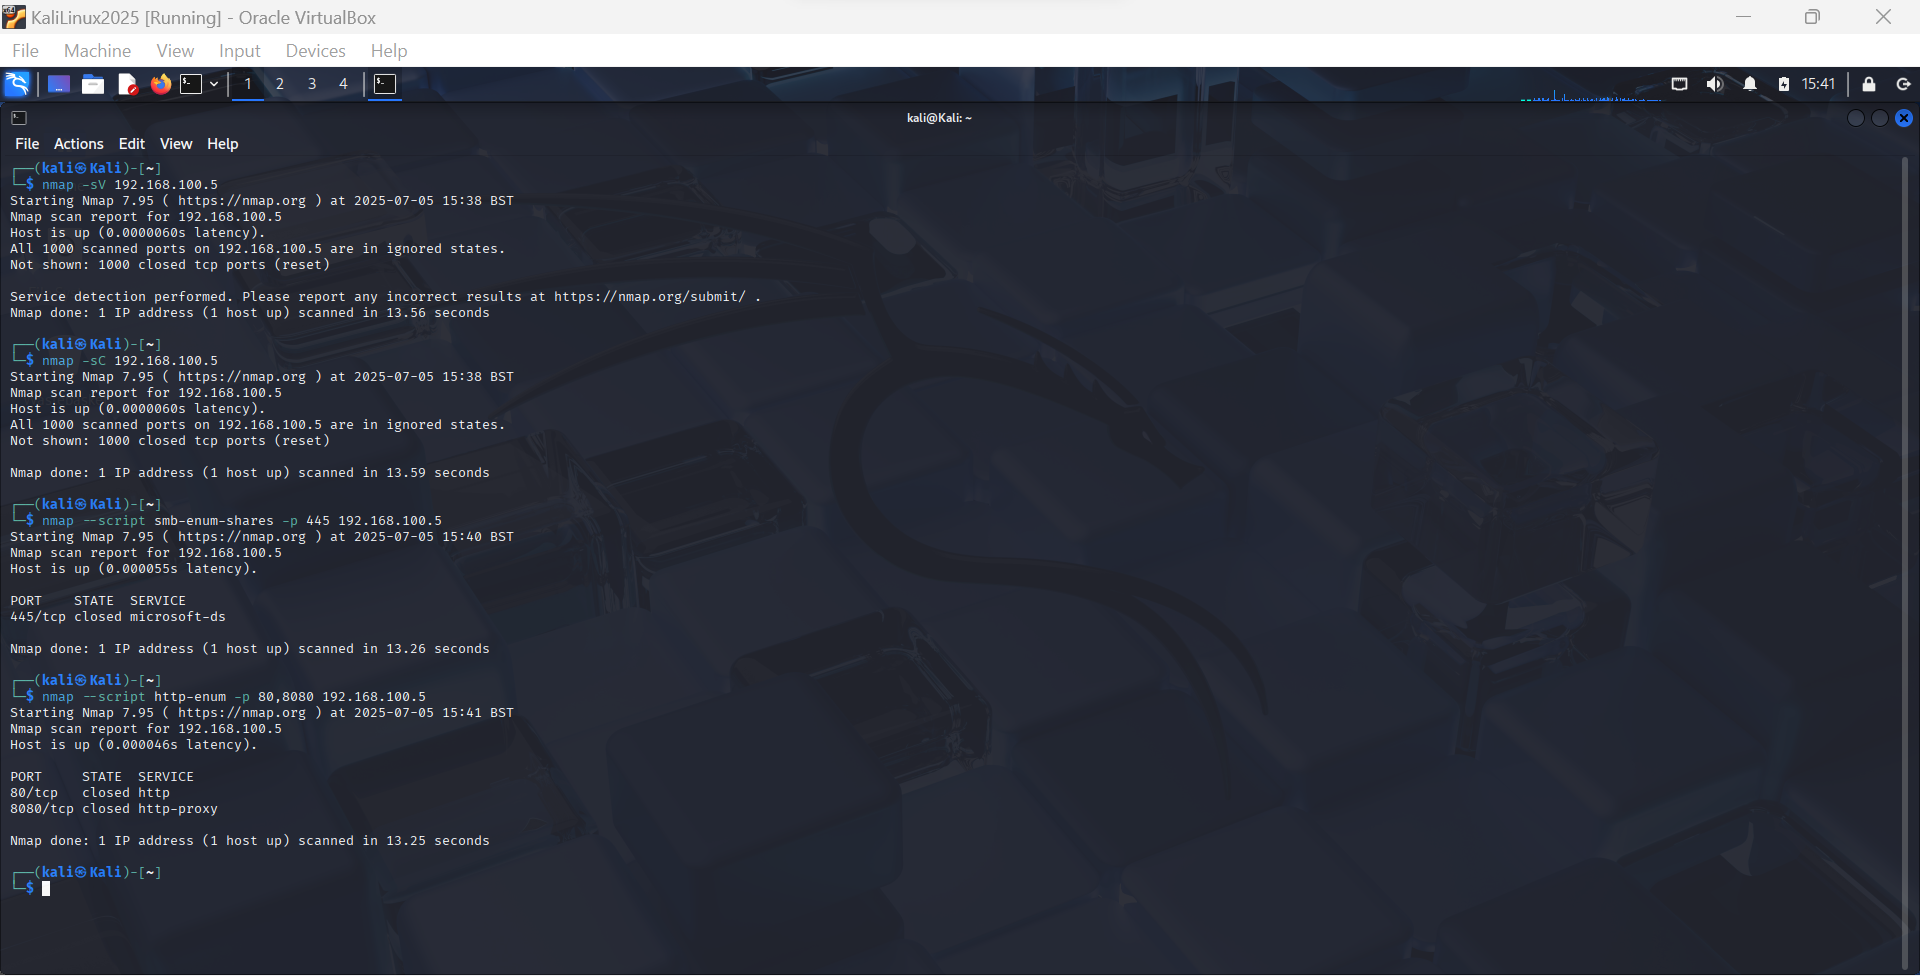 KaliLinux2025 [Running] - Oracle VirtualBox
File Machine View Input Devices Help
1 2 3 4 15:41
kali@Kali: ~
File Actions Edit View Help
┌──(kali㉿Kali)-[~]
└─$ nmap -sV 192.168.100.5
Starting Nmap 7.95 ( https://nmap.org ) at 2025-07-05 15:38 BST
Nmap scan report for 192.168.100.5
Host is up (0.0000060s latency).
All 1000 scanned ports on 192.168.100.5 are in ignored states.
Not shown: 1000 closed tcp ports (reset)
Service detection performed. Please report any incorrect results at https://nmap.org/submit/ .
Nmap done: 1 IP address (1 host up) scanned in 13.56 seconds
┌──(kali㉿Kali)-[~]
└─$ nmap -sC 192.168.100.5
Starting Nmap 7.95 ( https://nmap.org ) at 2025-07-05 15:38 BST
Nmap scan report for 192.168.100.5
Host is up (0.0000060s latency).
All 1000 scanned ports on 192.168.100.5 are in ignored states.
Not shown: 1000 closed tcp ports (reset)
Nmap done: 1 IP address (1 host up) scanned in 13.59 seconds
┌──(kali㉿Kali)-[~]
└─$ nmap --script smb-enum-shares -p 445 192.168.100.5
Starting Nmap 7.95 ( https://nmap.org ) at 2025-07-05 15:40 BST
Nmap scan report for 192.168.100.5
Host is up (0.000055s latency).
PORT    STATE  SERVICE
445/tcp closed microsoft-ds
Nmap done: 1 IP address (1 host up) scanned in 13.26 seconds
┌──(kali㉿Kali)-[~]
└─$ nmap --script http-enum -p 80,8080 192.168.100.5
Starting Nmap 7.95 ( https://nmap.org ) at 2025-07-05 15:41 BST
Nmap scan report for 192.168.100.5
Host is up (0.000046s latency).
PORT     STATE  SERVICE
80/tcp   closed http
8080/tcp closed http-proxy
Nmap done: 1 IP address (1 host up) scanned in 13.25 seconds
┌──(kali㉿Kali)-[~]
└─$